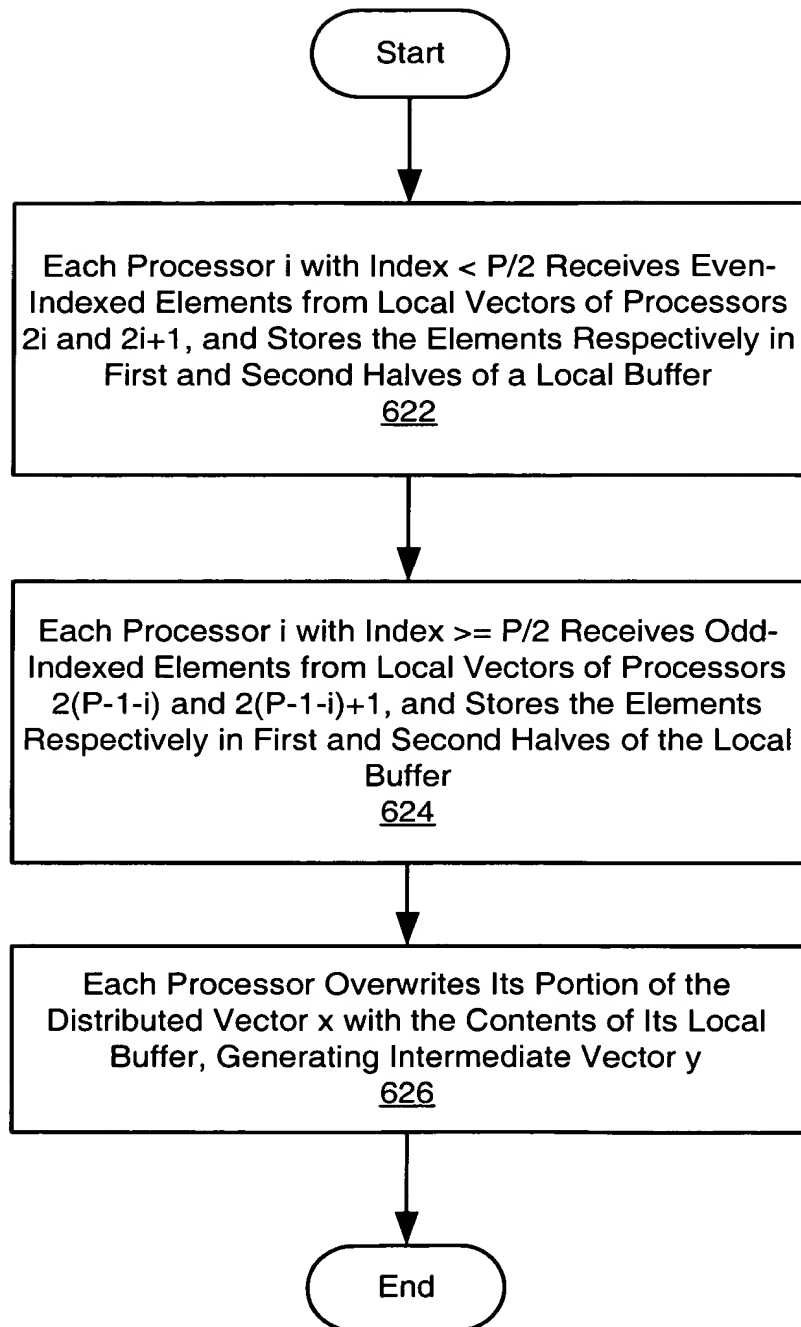 Start
Each Processor i with Index < P/2 Receives Even-
Indexed Elements from Local Vectors of Processors
2i and 2i+1, and Stores the Elements Respectively in
First and Second Halves of a Local Buffer
622
Each Processor i with Index >= P/2 Receives Odd-
Indexed Elements from Local Vectors of Processors
2(P-1-i) and 2(P-1-i)+1, and Stores the Elements
Respectively in First and Second Halves of the Local
Buffer
624
Each Processor Overwrites Its Portion of the
Distributed Vector x with the Contents of Its Local
Buffer, Generating Intermediate Vector y
626
End